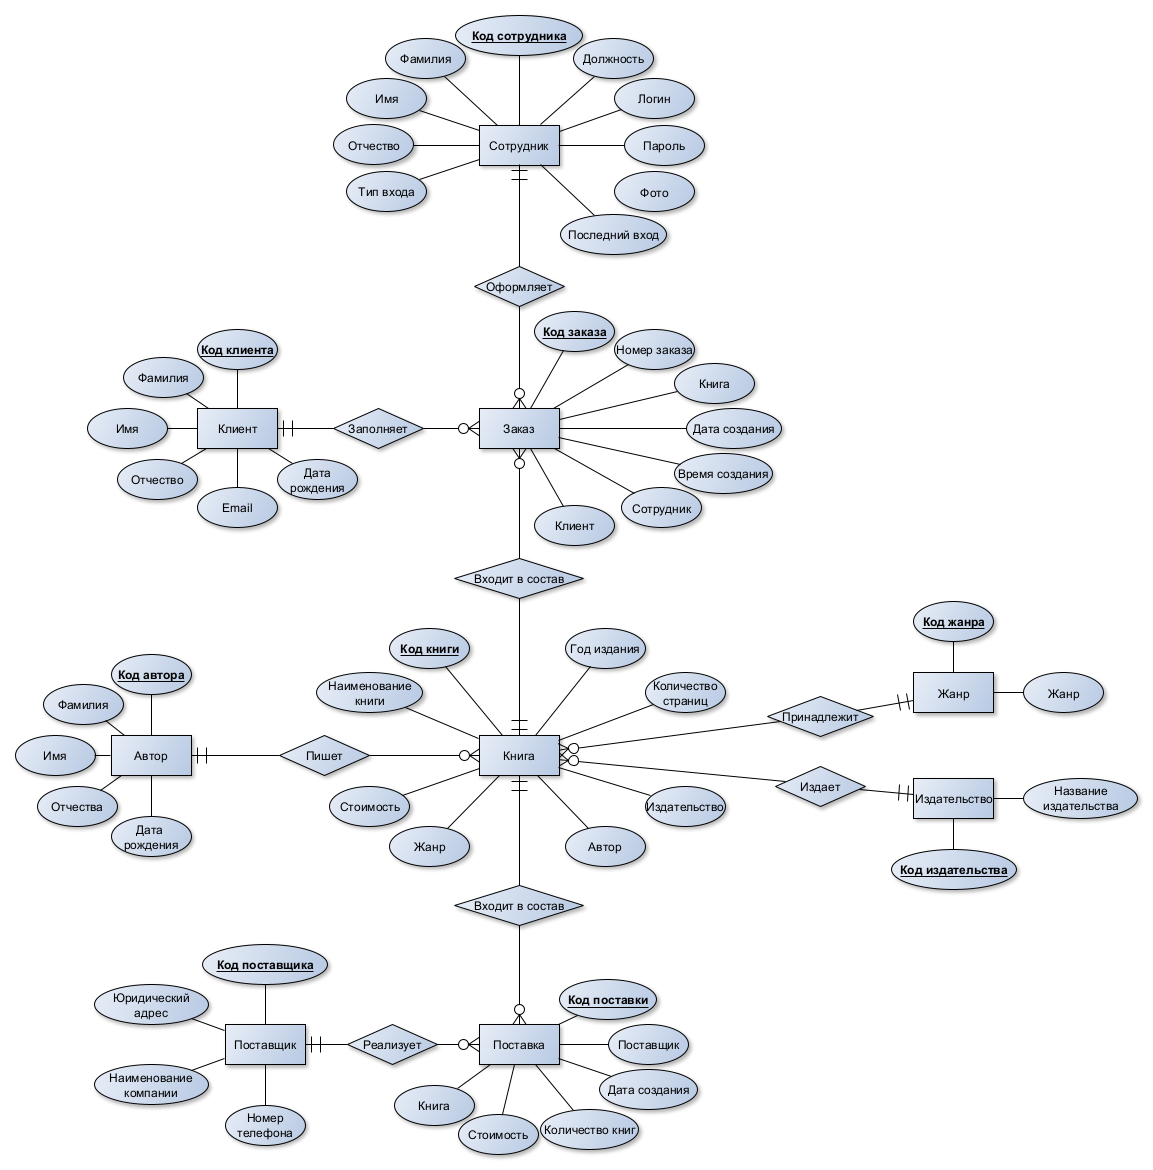 Код сотрудника
Фамилия
Должность
Имя
Логин
Отчество
Сотрудник
Пароль
Тип входа
Фото
Последний вход
Оформляет
Код заказа
Код клиента
Номер заказа
Фамилия
Книга
Имя
Клиент
Заполняет
Заказ
Дата создания
Отчество
Дата
рождения
Время создания
Email
Сотрудник
Клиент
Входит в состав
Код жанра
Код книги
Год издания
Код автора
Наименование
книги
Количество
страниц
Жанр
Жанр
Фамилия
Принадлежит
Имя
Автор
Пишет
Книга
Издает
Издательство
Название
издательства
Отчества
Стоимость
Издательство
Дата
рождения
Жанр
Автор
Код издательства
Входит в состав
Код поставщика
Юридический
адрес
Код поставки
Поставщик
Реализует
Поставка
Поставщик
Наименование
компании
Дата создания
Книга
Номер
телефона
Стоимость
Количество книг